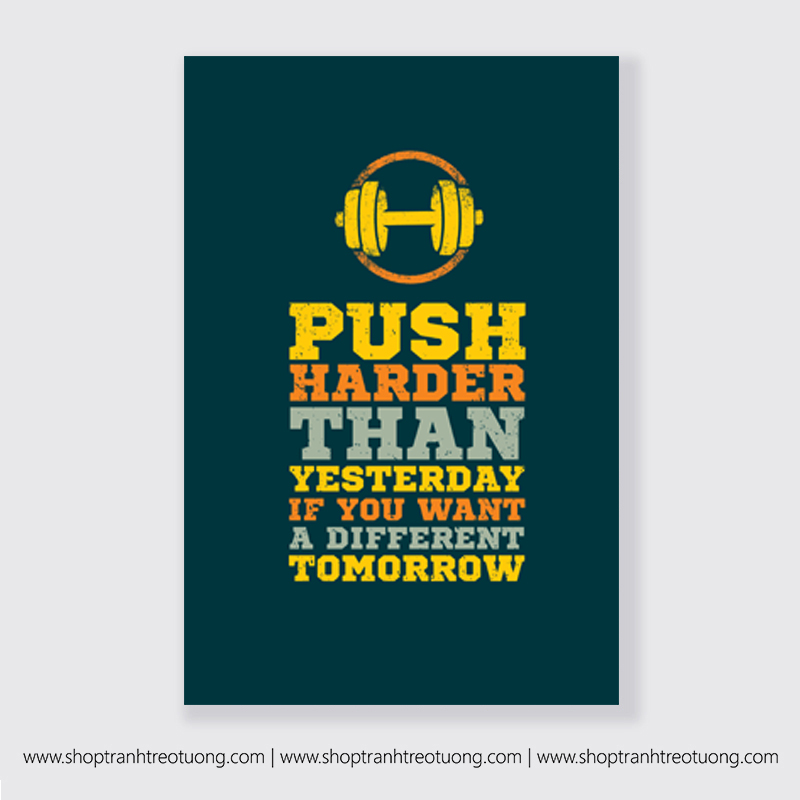 PUSH
HARDER
THAN
YESTERDAY
IF YOU WANT
A DIFFERENT
TOMORROW
www.shoptranhtreotuong.com | www.shoptranhtreotuong.com | www.shoptranhtreotuong.com